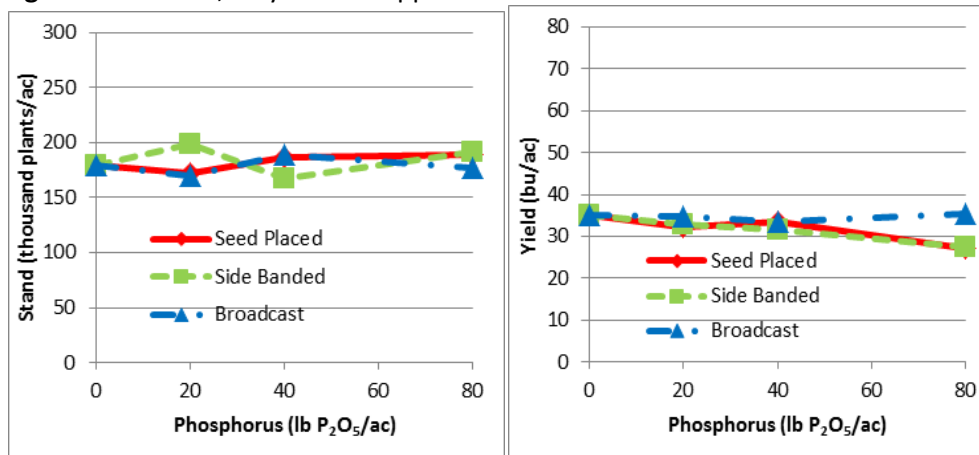 300
250
200
150
100
50
0
Stand (thousand plants/ac)
Seed Placed
Side Banded
Broadcast
0 20 40 60 80
Phosphorus (lb P₂O₅/ac)
80
70
60
50
40
30
20
10
0
Yield (bu/ac)
Seed Placed
Side Banded
Broadcast
0 20 40 60 80
Phosphorus (lb P₂O₅/ac)